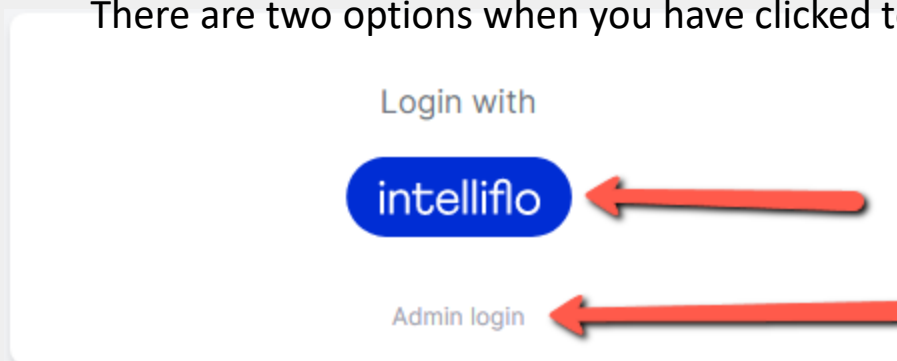 There are two options when you have clicked t
Login with
intelliflo
Admin login